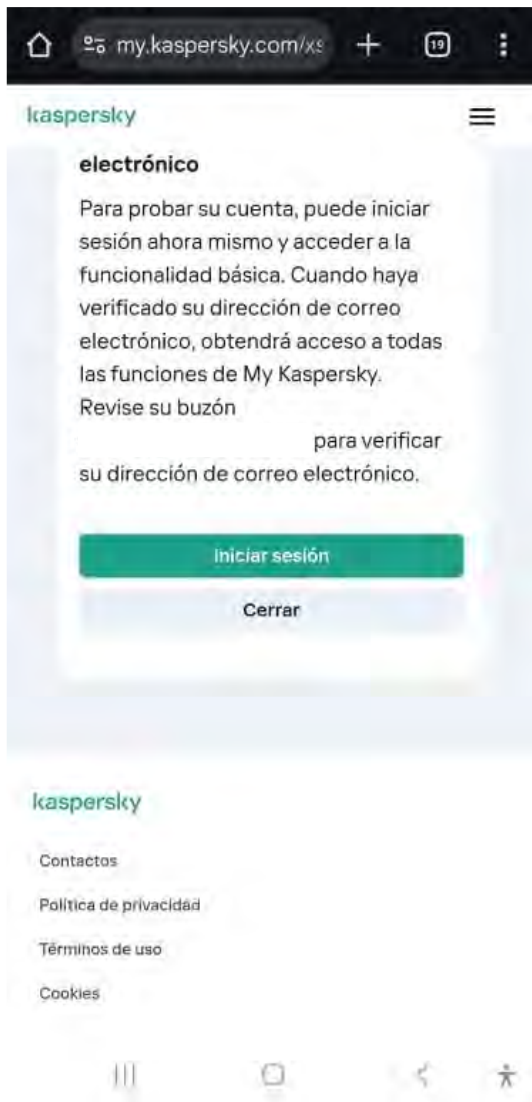 my.kaspersky.com/xs
19
kaspersky
electrónico
Para probar su cuenta, puede iniciar
sesión ahora mismo y acceder a la
funcionalidad básica. Cuando haya
verificado su dirección de correo
electrónico, obtendrá acceso a todas
las funciones de My Kaspersky.
Revise su buzón
para verificar
su dirección de correo electrónico.
Iniciar sesión
Cerrar
kaspersky
Contactos
Política de privacidad
Términos de uso
Cookies